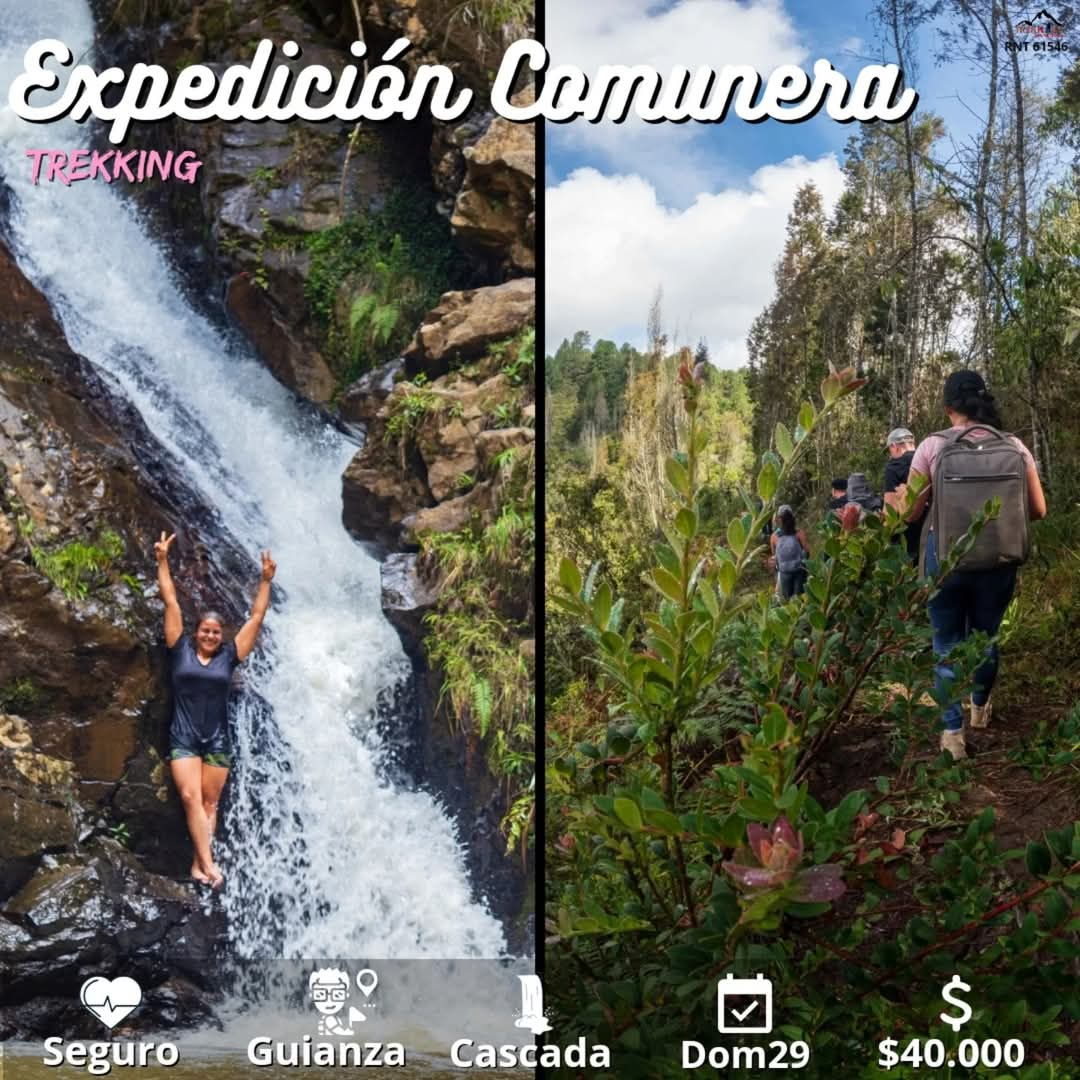 Expedición Comunera
TREKKING
RNT 61546
Seguro
Guianza
Cascada
Dom29
$40.000